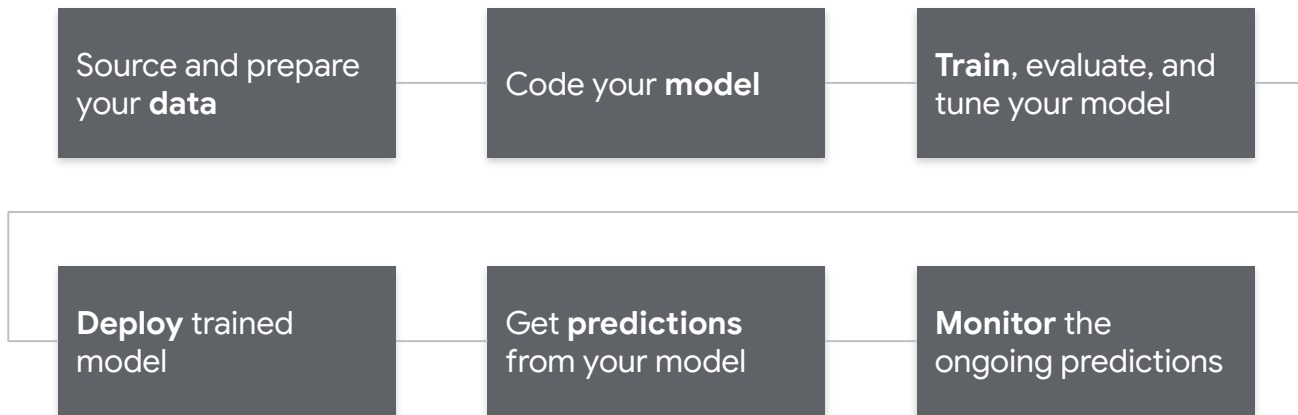 Source and prepare
your data
Code your model
Train, evaluate, and
tune your model
Deploy trained
model
Get predictions
from your model
Monitor the
ongoing predictions